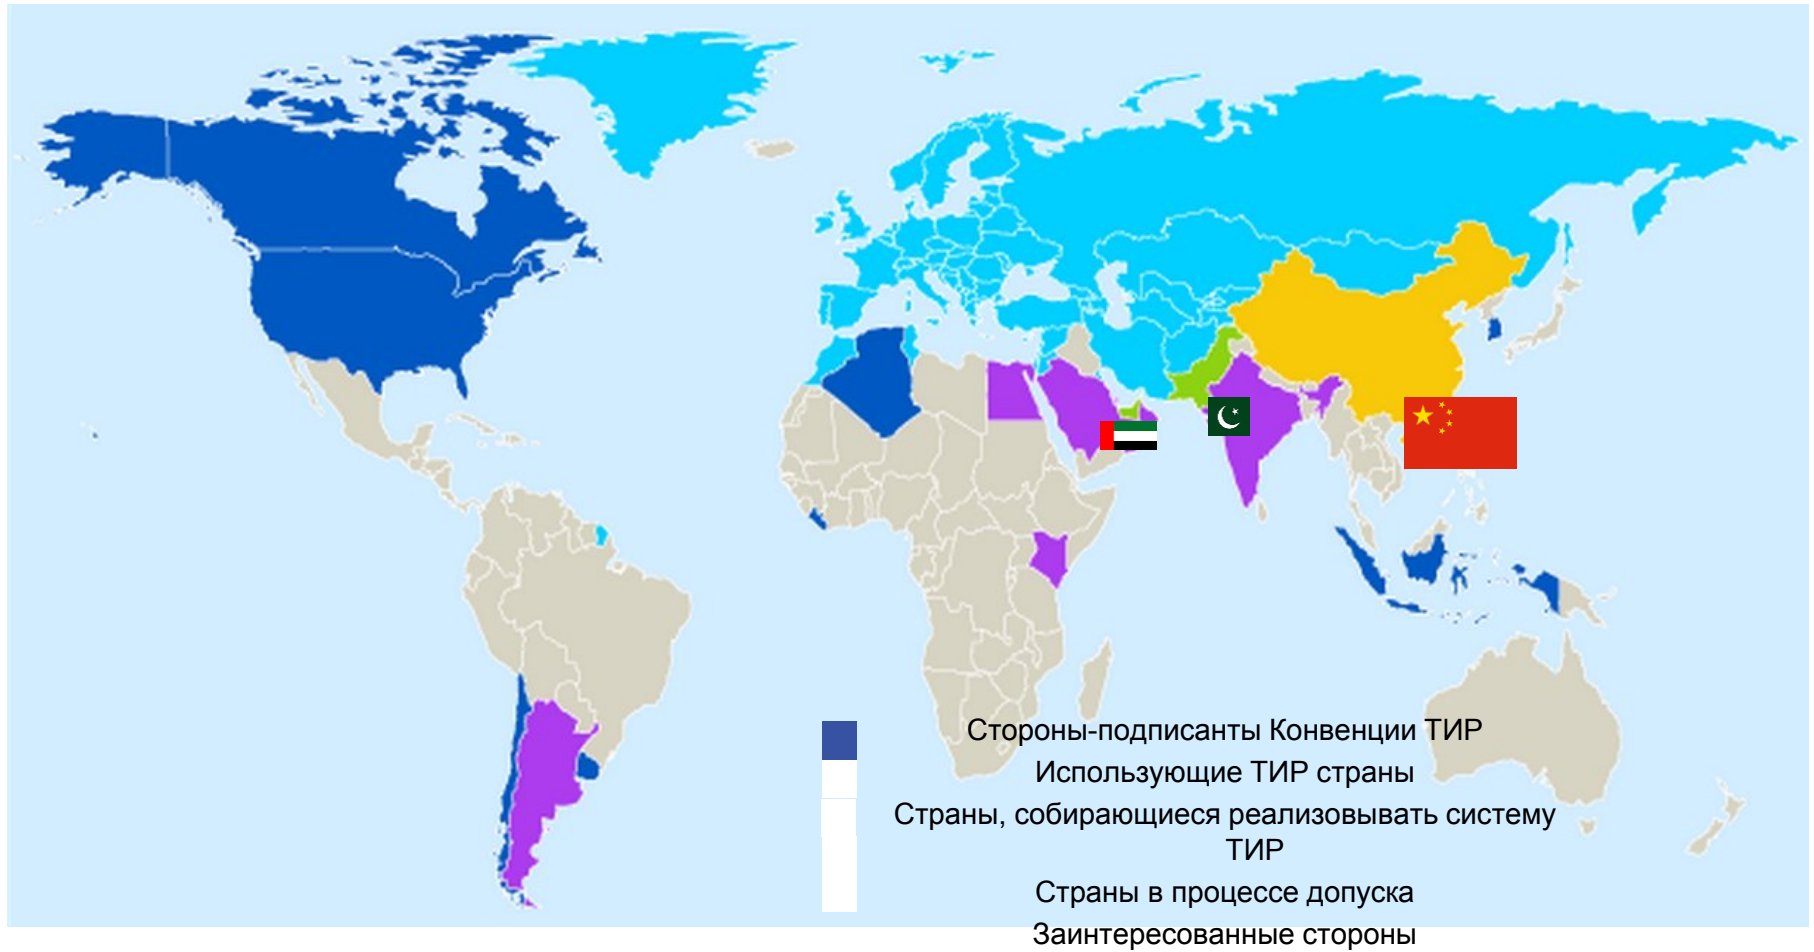 Стороны-подписанты Конвенции ТИР
Использующие ТИР страны
Страны, собирающиеся реализовывать систему
ТИР
Страны в процессе допуска
Заинтересованные стороны